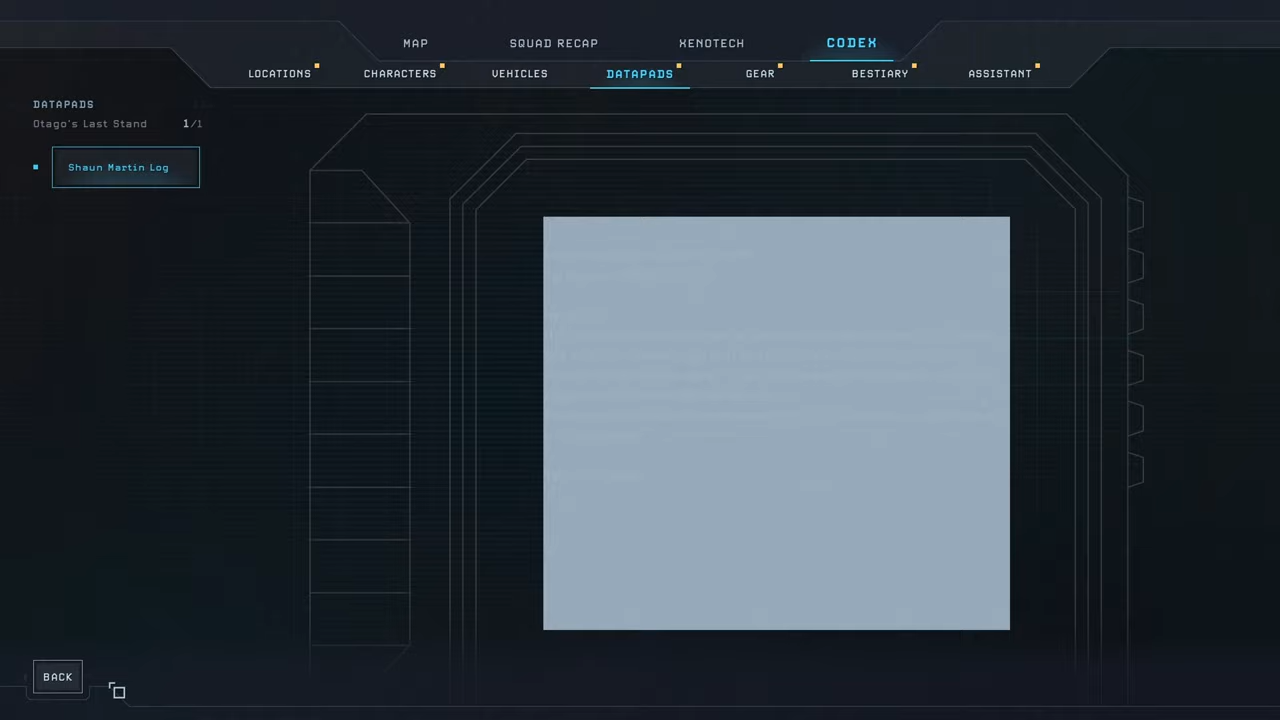 MAP SQUAD RECAP XENOTECH CODEX
LOCATIONS CHARACTERS VEHICLES DATAPADS GEAR BESTIARY ASSISTANT
DATAPADS
Otago's Last Stand 1/1
Shaun Martin Log
BACK